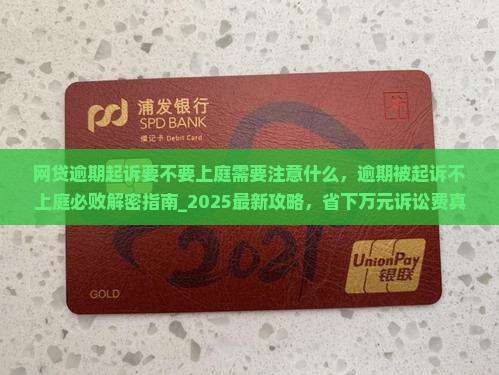 浦发银行
SPD BANK
借记卡 Debit Card
牛
网贷逾期起诉要不要上庭需要注意什么，逾期被起诉不
上庭必败解密指南_2025最新攻略，省下万元诉讼费真
2021
UnionPay
银联
GOLD